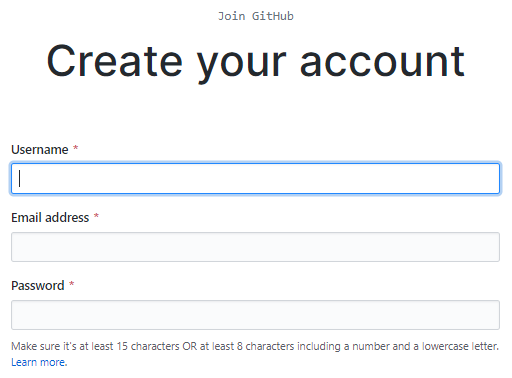 Join GitHub
Create your account
Username *
Email address *
Password *
Make sure it's at least 15 characters OR at least 8 characters including a number and a lowercase letter.
Learn more.